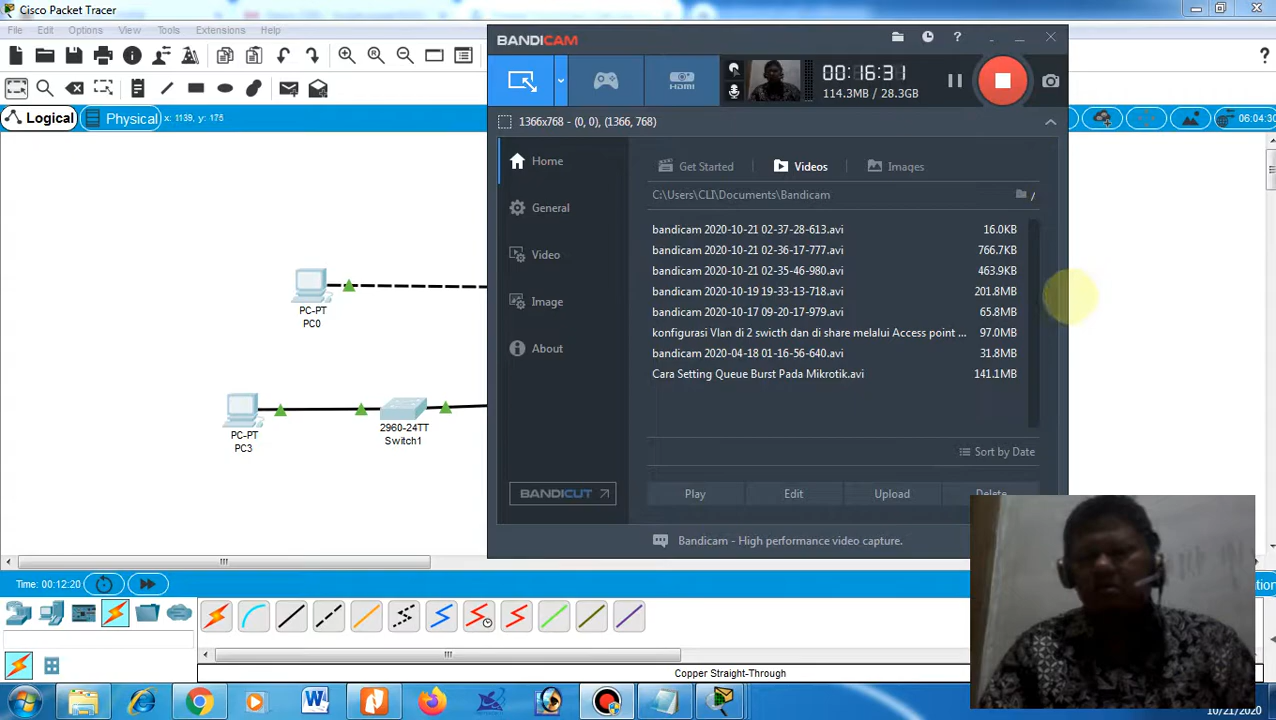 Cisco Packet Tracer
File Edit Options View Tools Extensions Help
?
Logical Physical x: 1139, y: 175
06:04:30
PC-PT
PC0
PC-PT
PC3
2960-24TT
Switch1
BANDICAM
?
HDMI
00:16:31
114.3MB / 28.3GB
1366x768 - (0, 0), (1366, 768)
Home
General
Video
Image
About
BANDICUT
Get Started Videos Images
C:\Users\CLI\Documents\Bandicam /
bandicam 2020-10-21 02-37-28-613.avi 16.0KB
bandicam 2020-10-21 02-36-17-777.avi 766.7KB
bandicam 2020-10-21 02-35-46-980.avi 463.9KB
bandicam 2020-10-19 19-33-13-718.avi 201.8MB
bandicam 2020-10-17 09-20-17-979.avi 65.8MB
konfigurasi Vlan di 2 swicth dan di share melalui Access point ... 97.0MB
bandicam 2020-04-18 01-16-56-640.avi 31.8MB
Cara Setting Queue Burst Pada Mikrotik.avi 141.1MB
Sort by Date
Play Edit Upload Delete
Bandicam - High performance video capture.
Time: 00:12:20
Copper Straight-Through
10/21/2020